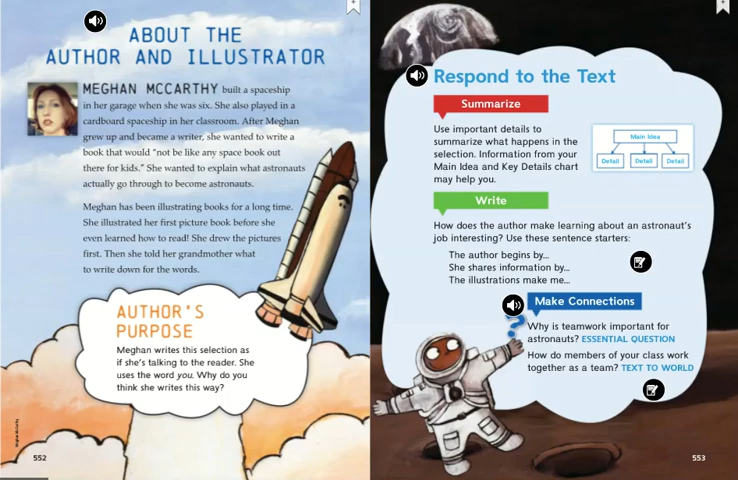 ABOUT THE
AUTHOR AND ILLUSTRATOR
MEGHAN MCCARTHY built a spaceship
in her garage when she was six. She also played in a
cardboard spaceship in her classroom. After Meghan
grew up and became a writer, she wanted to write a
book that would "not be like any space book out
there for kids." She wanted to explain what astronauts
actually go through to become astronauts.
Meghan has been illustrating books for a long time.
She illustrated her first picture book before she
even learned how to read! She drew the pictures
first. Then she told her grandmother what
to write down for the words.
AUTHOR'S
PURPOSE
Meghan writes this selection as
if she's talking to the reader. She
uses the word you. Why do you
think she writes this way?
Meghan McCarthy
552
Respond to the Text
Summarize
Use important details to
summarize what happens in the
selection. Information from your
Main Idea and Key Details chart
may help you.
Main Idea
Detail
Detail
Detail
Write
How does the author make learning about an astronaut's
job interesting? Use these sentence starters:
The author begins by...
She shares information by...
The illustrations make me...
Make Connections
?
Why is teamwork important for
astronauts? ESSENTIAL QUESTION
How do members of your class work
together as a team? TEXT TO WORLD
553